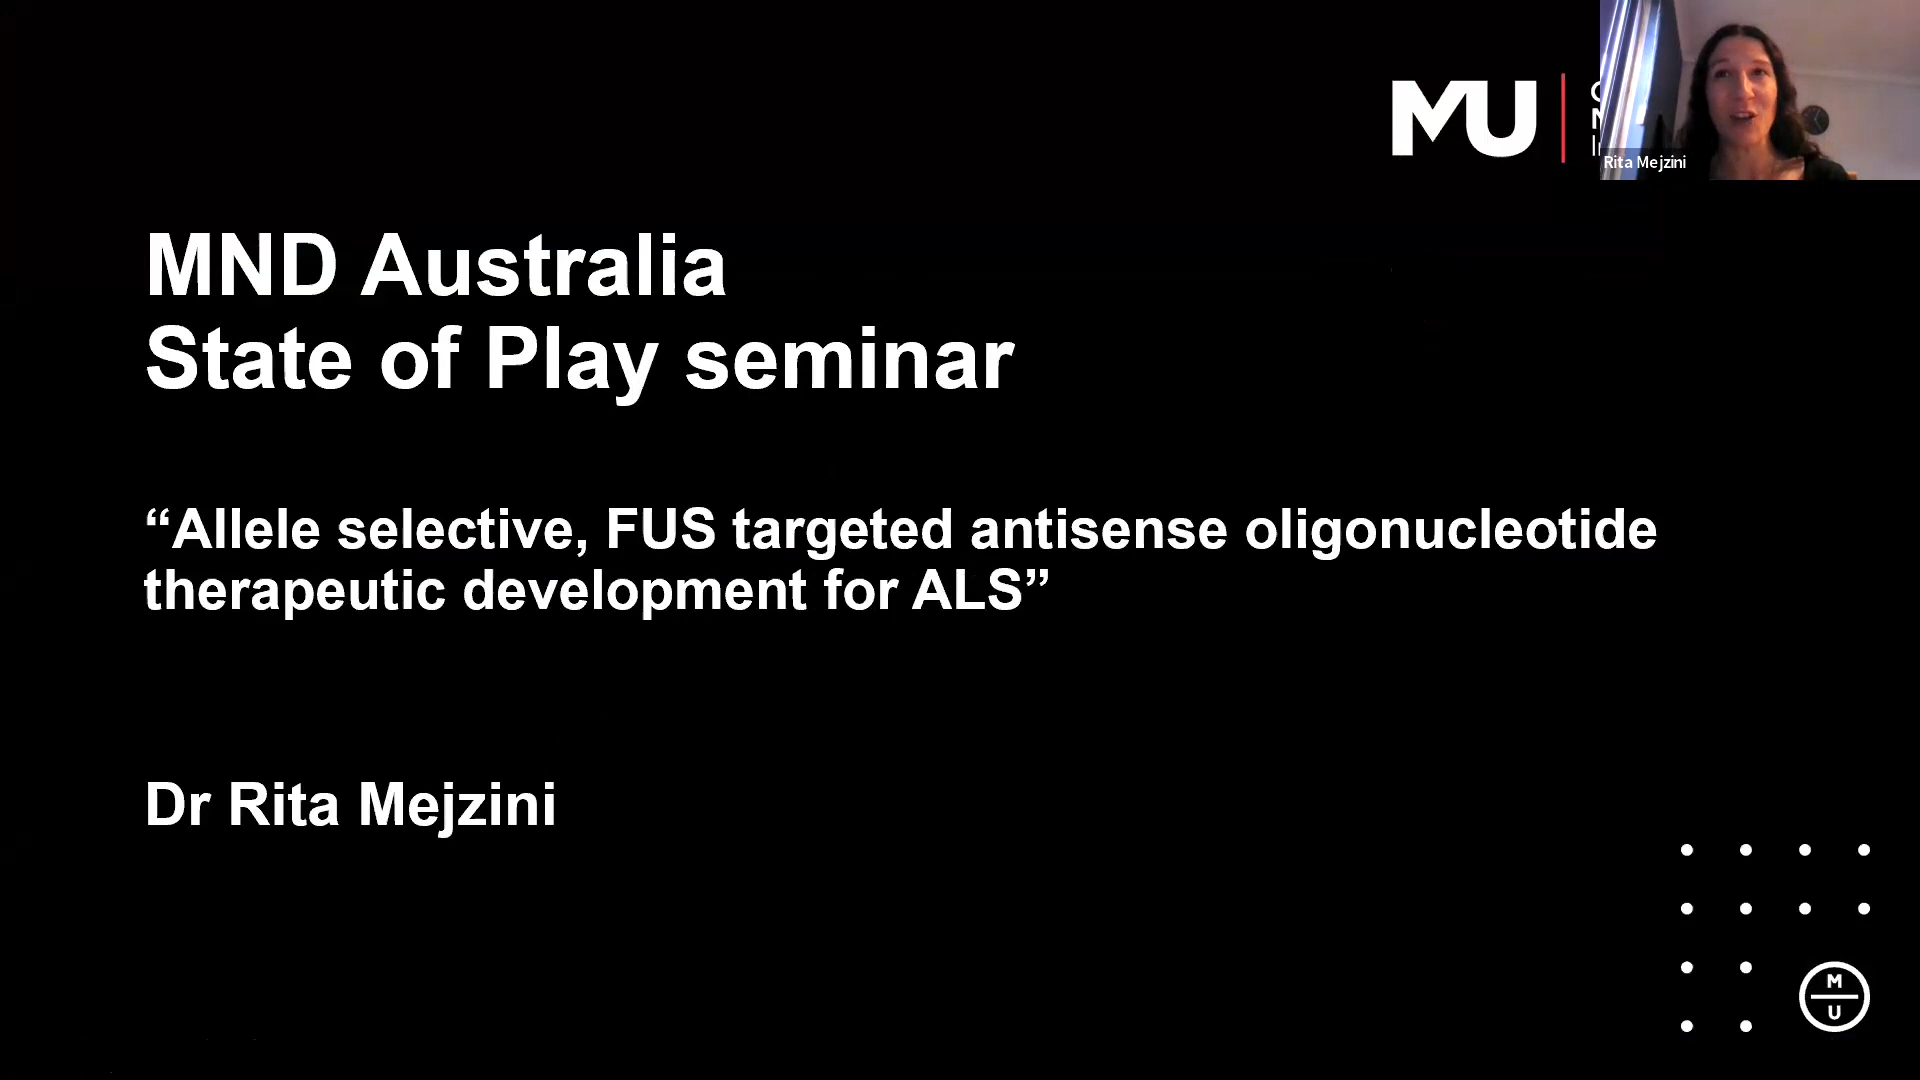 MU
Rita Mejzini
MND Australia
State of Play seminar
“Allele selective, FUS targeted antisense oligonucleotide
therapeutic development for ALS”
Dr Rita Mejzini
M
U